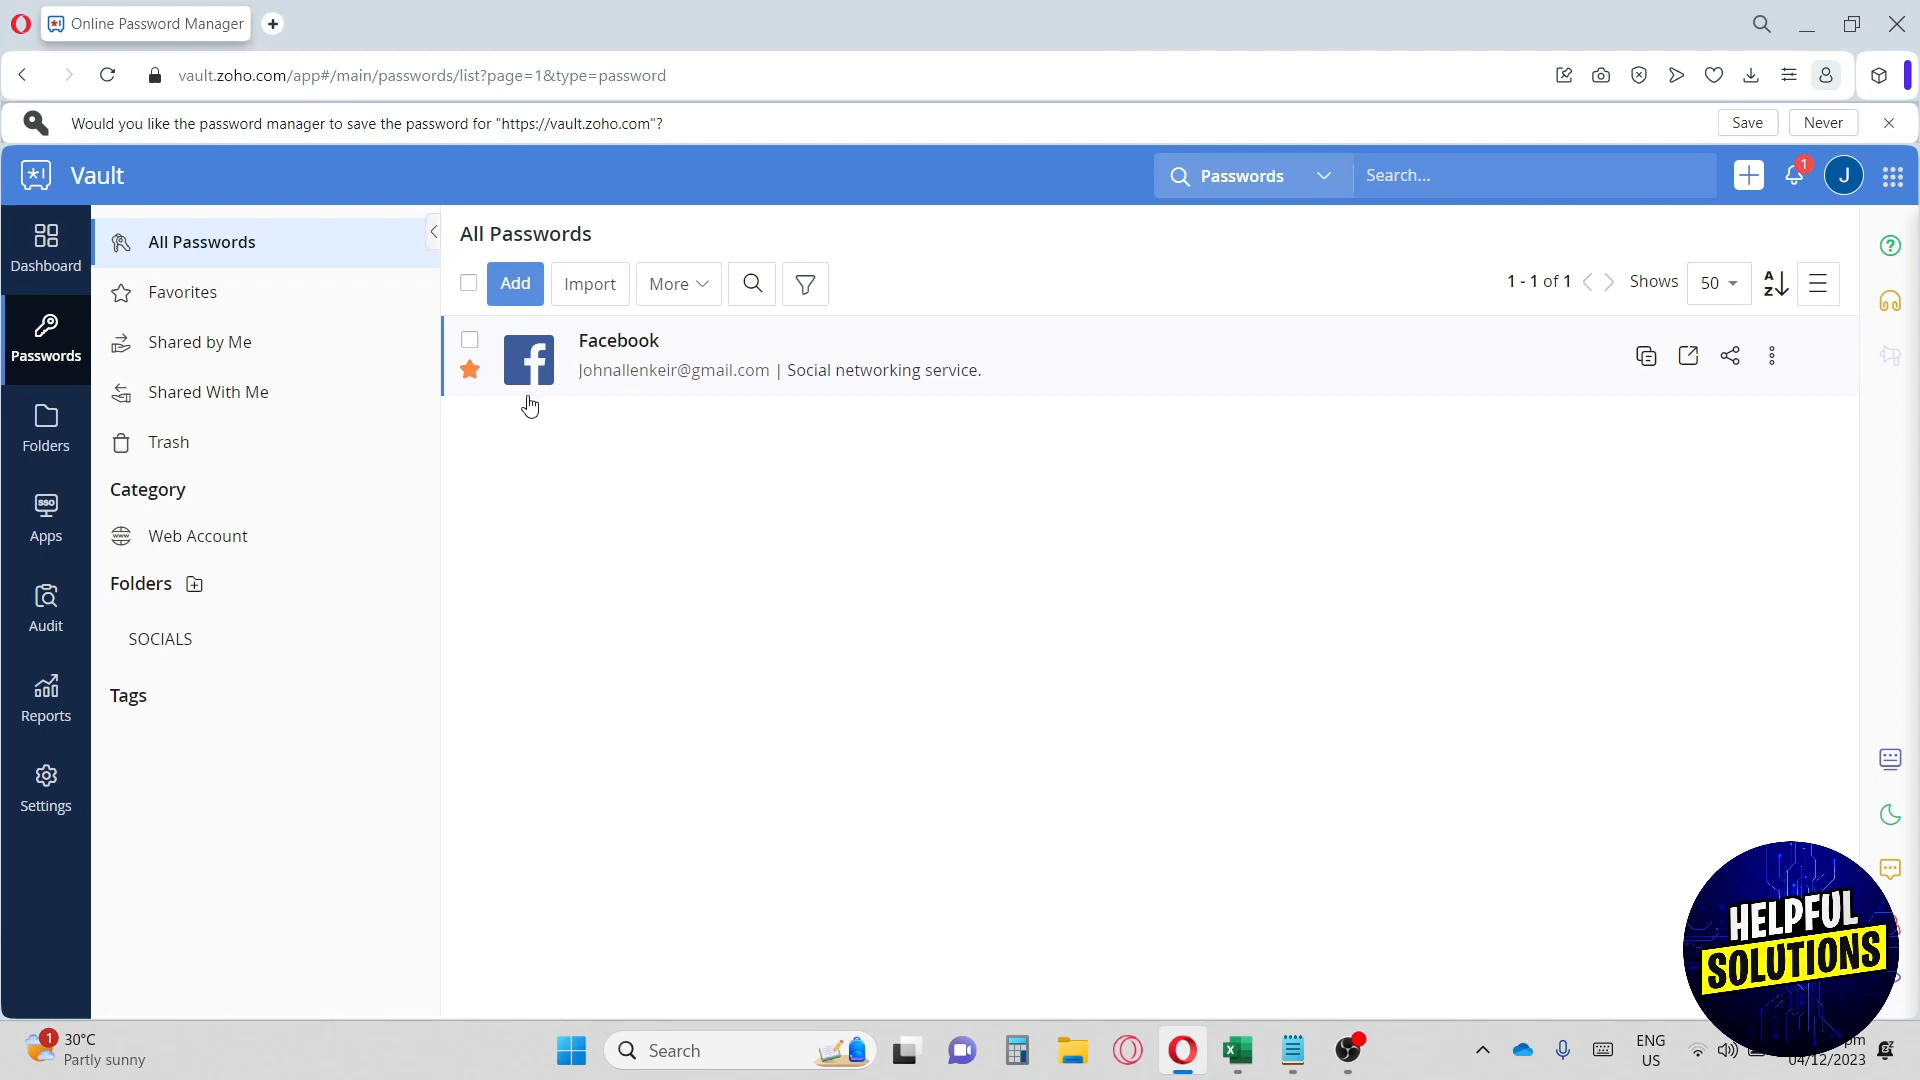 Online Password Manager
vault.zoho.com/app#/main/passwords/list?page=1&type=password
Would you like the password manager to save the password for "https://vault.zoho.com"?
Save
Never
Vault
Passwords
Search...
1
J
Dashboard
Passwords
Folders
Apps
SSO
Audit
Reports
Settings
All Passwords
Favorites
Shared by Me
Shared With Me
Trash
Category
Web Account
Folders
SOCIALS
Tags
All Passwords
Add
Import
More
1 - 1 of 1
Shows
50
A
Z
Facebook
Johnallenkeir@gmail.com | Social networking service.
HELPFUL
SOLUTIONS
1
30°C
Partly sunny
Search
ENG
US
pm
04/12/2023